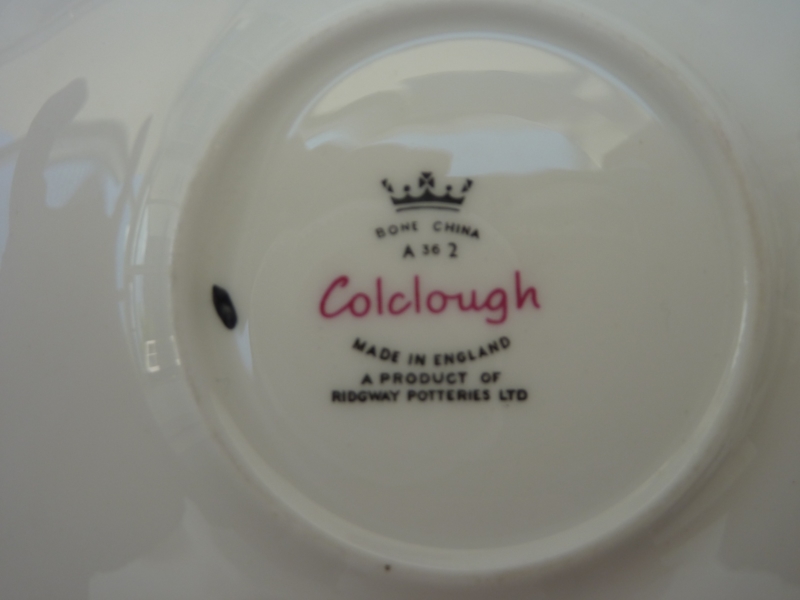 BONE CHINA
A 36 2
Colclough
MADE IN ENGLAND
A PRODUCT OF
RIDGWAY POTTERIES LTD